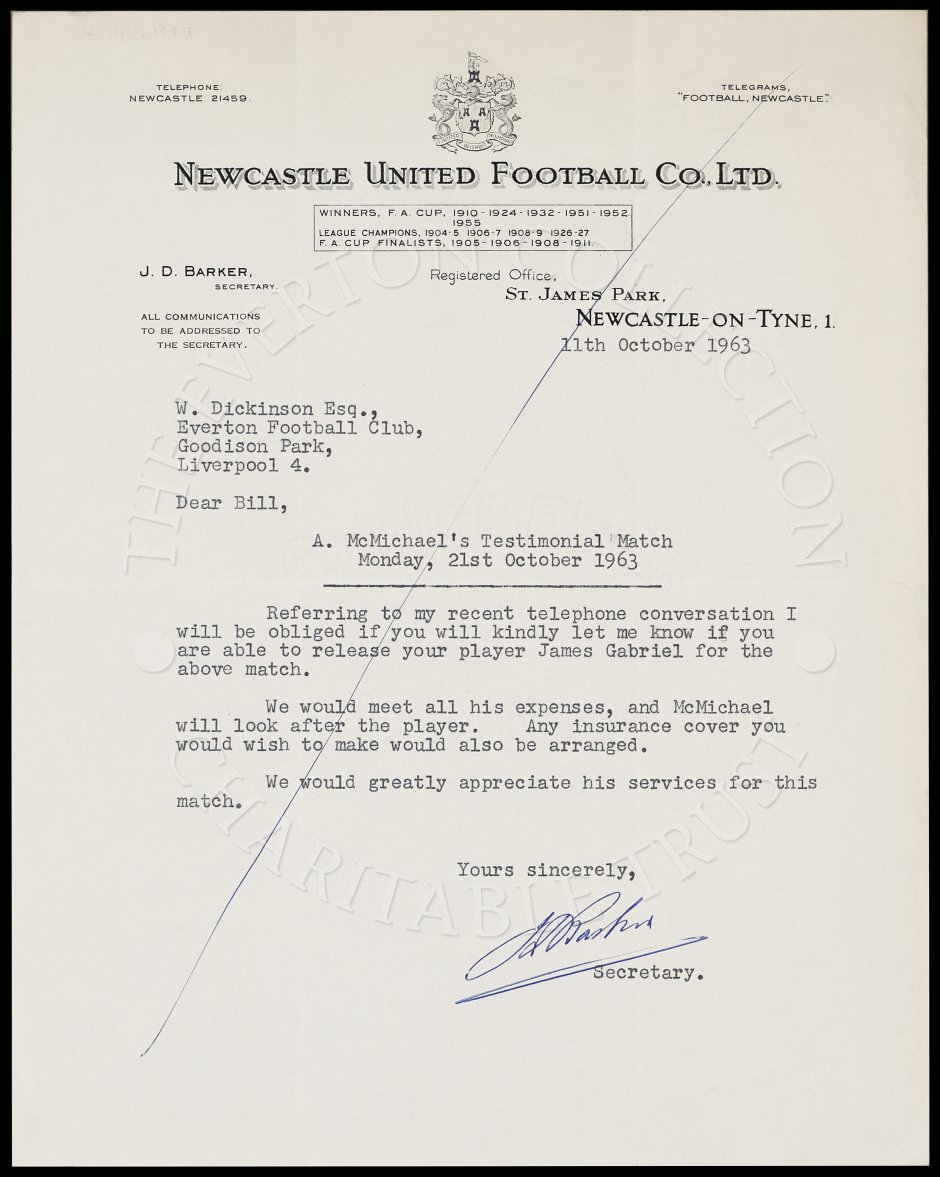 TELEPHONE:
NEWCASTLE 21459.
TELEGRAMS,
"FOOTBALL, NEWCASTLE".
NEWCASTLE UNITED FOOTBALL CO., LTD.
WINNERS, F. A. CUP, 1910-1924-1932-1951-1952.
1955
LEAGUE CHAMPIONS, 1904-5 1906-7 1908-9 1926-27.
F. A. CUP FINALISTS, 1905-1906-1908-1911.
J. D. BARKER,
SECRETARY.
ALL COMMUNICATIONS
TO BE ADDRESSED TO
THE SECRETARY.
Registered Office,
ST. JAMES PARK,
NEWCASTLE-ON-TYNE, 1.
11th October 1963
W. Dickinson Esq.,
Everton Football Club,
Goodison Park,
Liverpool 4.
Dear Bill,
A. McMichael's Testimonial Match
Monday, 21st October 1963
Referring to my recent telephone conversation I
will be obliged if you will kindly let me know if you
are able to release your player James Gabriel for the
above match.
We would meet all his expenses, and McMichael
will look after the player. Any insurance cover you
would wish to make would also be arranged.
We would greatly appreciate his services for this
match.
Yours sincerely,
JDBarker
Secretary.
THE EVERTON COLLECTION
CHARITABLE TRUST